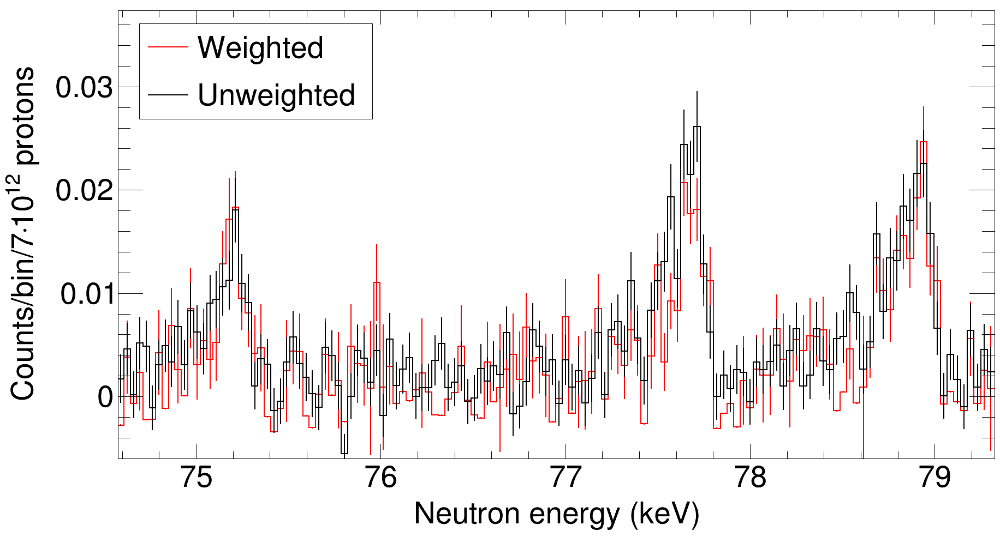 Weighted
Unweighted
Counts/bin/7·10¹² protons
0.03
0.02
0.01
0
75 76 77 78 79
Neutron energy (keV)